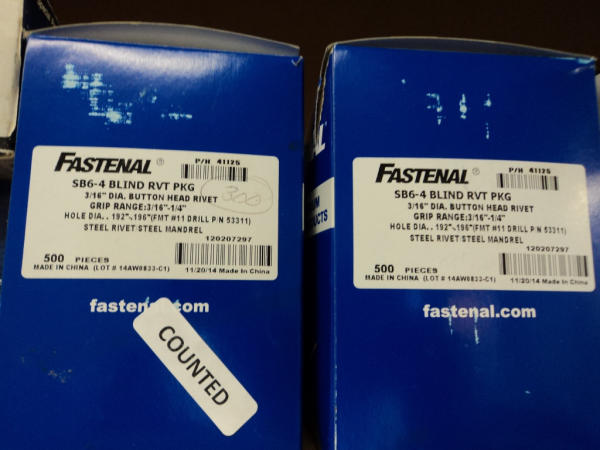 FASTENAL®
P/N 41125
SB6-4 BLIND RVT PKG
300
3/16" DIA. BUTTON HEAD RIVET
GRIP RANGE:3/16"-1/4"
HOLE DIA. . 192"-.196"(FMT #11 DRILL P N 53311)
STEEL RIVET STEEL MANDREL
120207297
500 PIECES
MADE IN CHINA (LOT # 14AW0833-C1)
11/20/14 Made In China
fastenal.com
COUNTED
FASTENAL®
P/N 41125
SB6-4 BLIND RVT PKG
3/16" DIA. BUTTON HEAD RIVET
GRIP RANGE:3/16"-1/4"
HOLE DIA. . 192"-.196"(FMT #11 DRILL P N 53311)
STEEL RIVET STEEL MANDREL
120207297
500 PIECES
MADE IN CHINA (LOT # 14AW0833-C1)
11/20/14 Made In China
fastenal.com